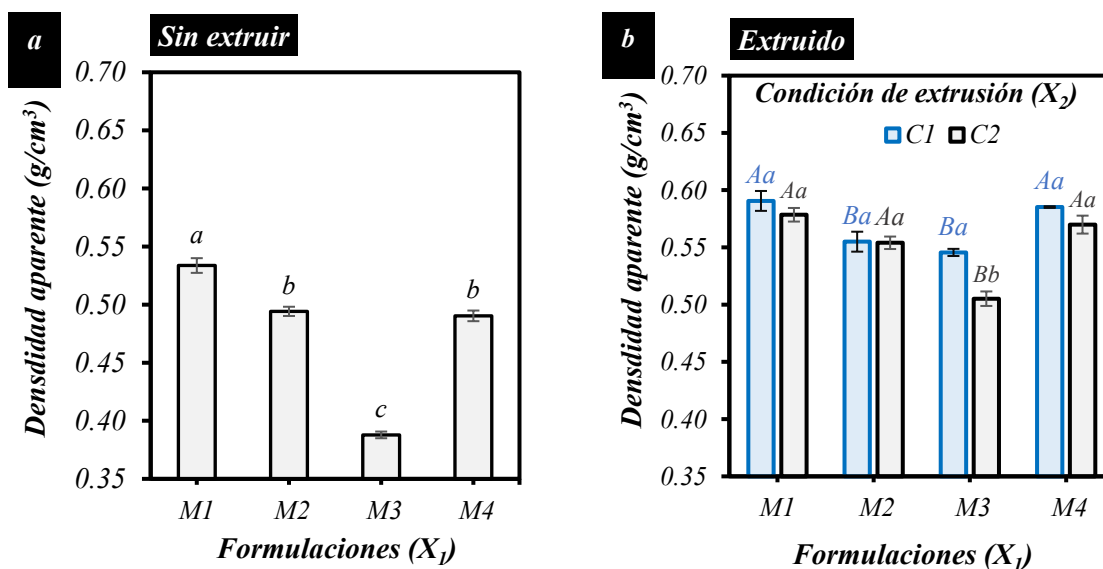 a
Sin extruir
Densdidad aparente (g/cm³)
0.70
0.65
0.60
0.55
0.50
0.45
0.40
0.35
a
b
c
b
M1 M2 M3 M4
Formulaciones (X₁)
b
Extruido
Densdidad aparente (g/cm³)
0.70
0.65
0.60
0.55
0.50
0.45
0.40
0.35
Condición de extrusión (X₂)
C1 C2
Aa Aa Ba Aa Ba Bb Aa Aa
M1 M2 M3 M4
Formulaciones (X₁)